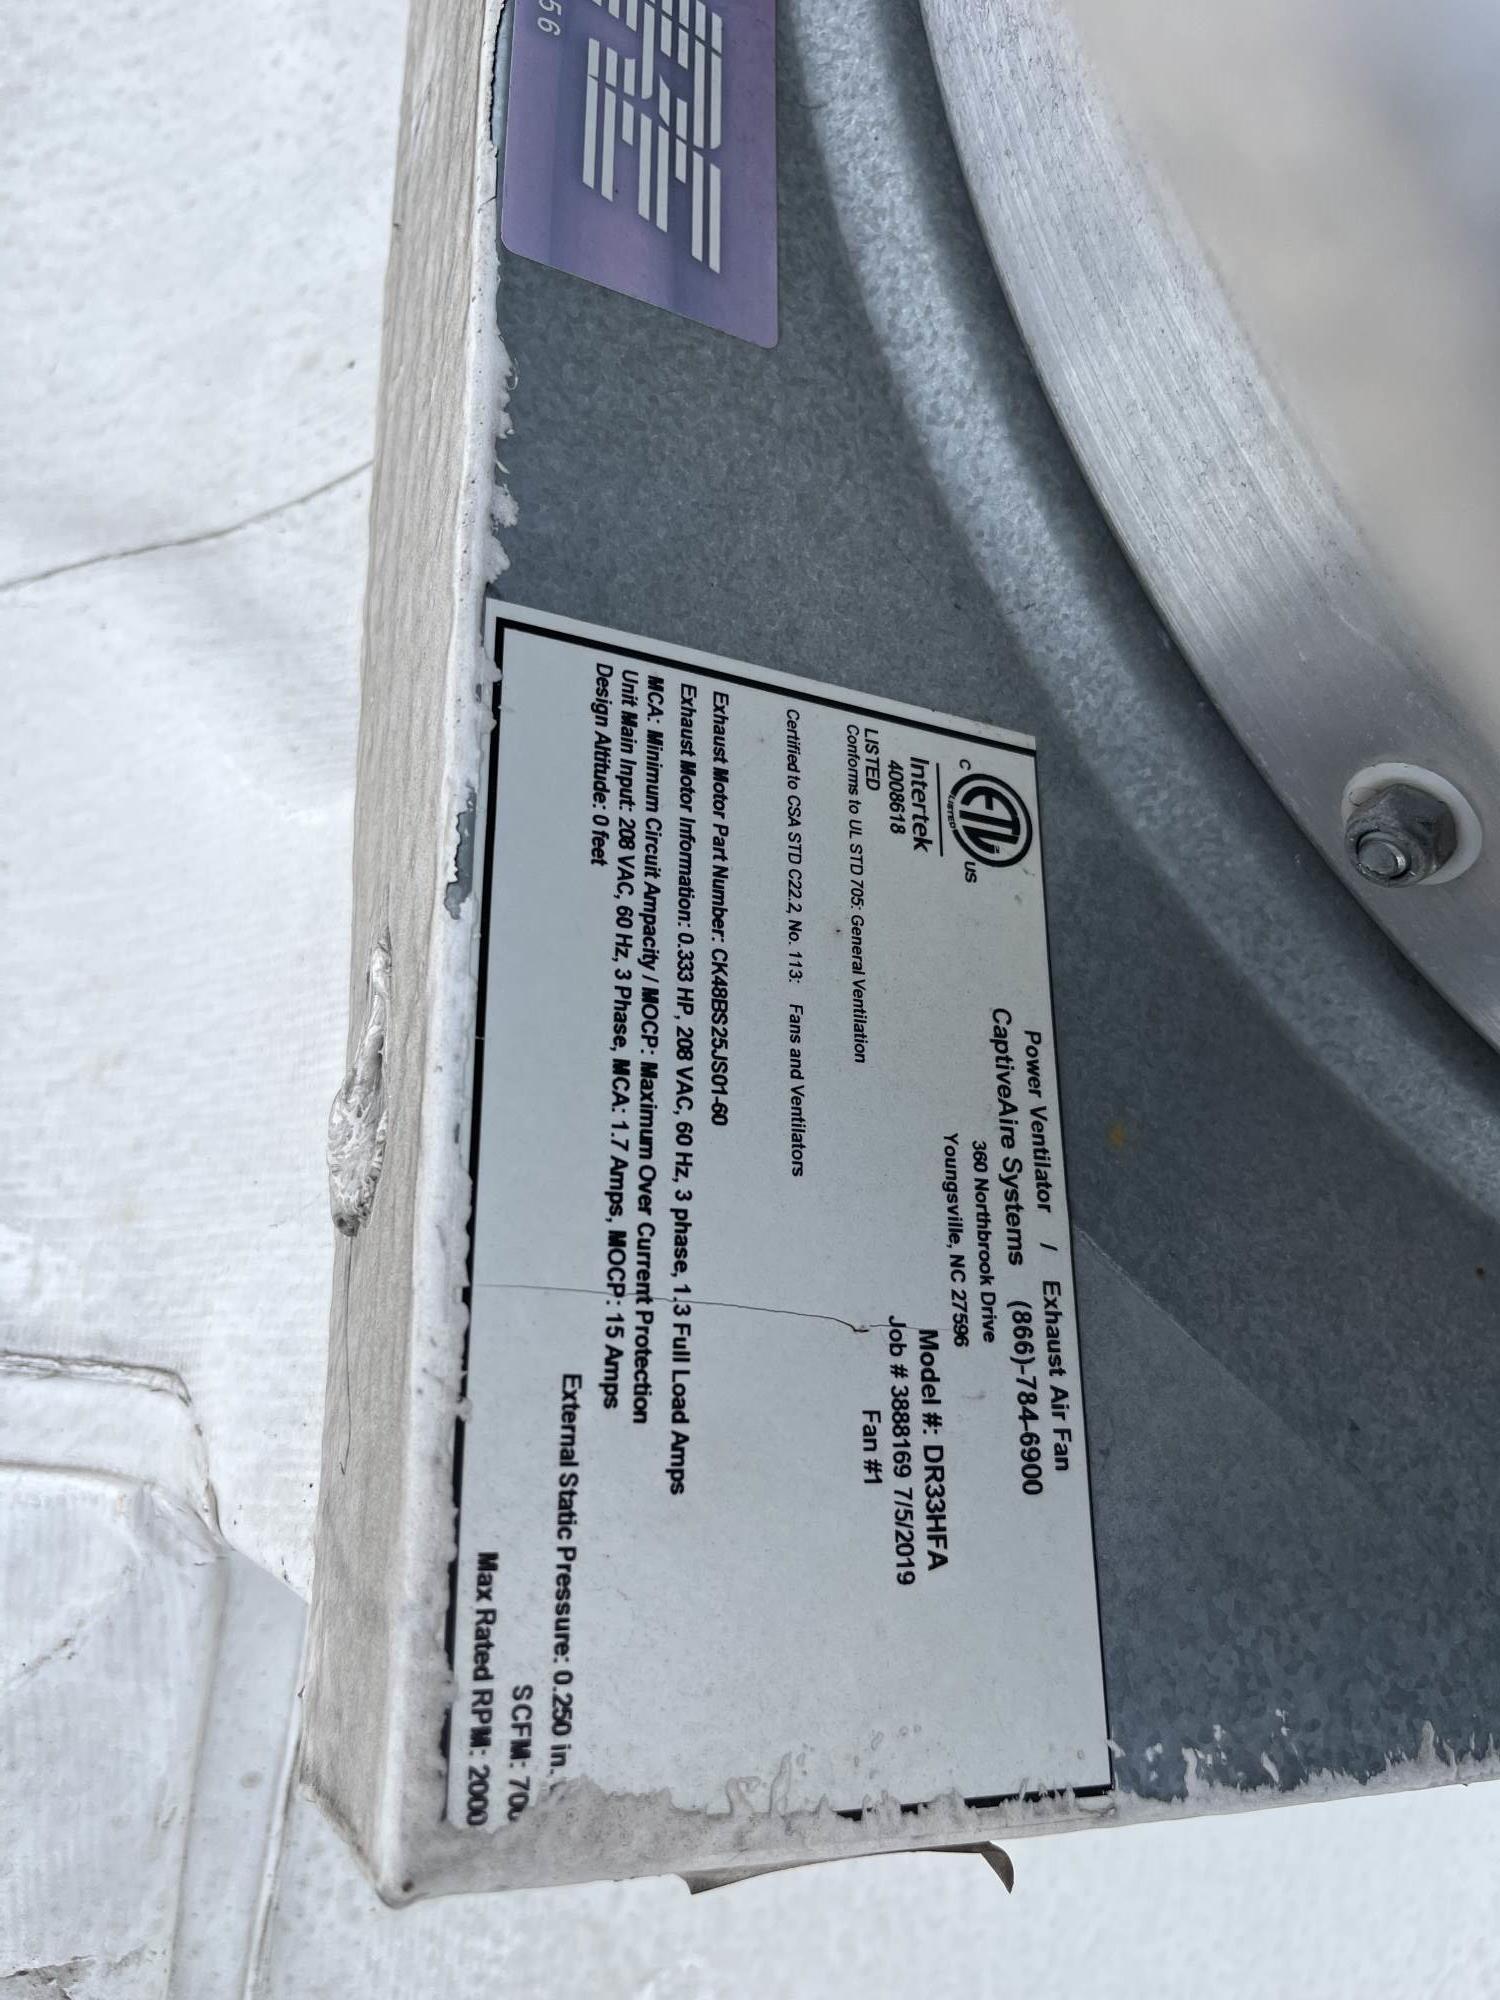 56
C ETL US
LISTED
Intertek
4008618
LISTED
Conforms to UL STD 705: General Ventilation
Certified to CSA STD C22.2, No. 113: Fans and Ventilators
Power Ventilator / Exhaust Air Fan
CaptiveAire Systems (866)-784-6900
360 Northbrook Drive
Youngsville, NC 27596
Model #: DR33HFA
Job # 3888169 7/5/2019
Fan #1
Exhaust Motor Part Number: CK48BS25JS01-60
Exhaust Motor Information: 0.333 HP, 208 VAC, 60 Hz, 3 phase, 1.3 Full Load Amps
MCA: Minimum Circuit Ampacity / MOCP: Maximum Over Current Protection
Unit Main Input: 208 VAC, 60 Hz, 3 Phase, MCA: 1.7 Amps, MOCP: 15 Amps
Design Altitude: 0 feet
External Static Pressure: 0.250 in.
SCFM: 700
Max Rated RPM: 2000